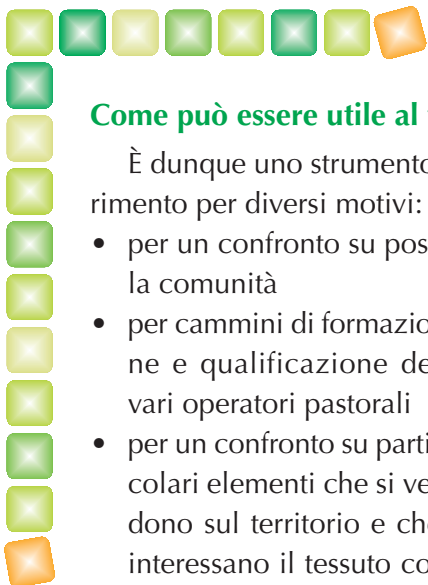 Come può essere utile al
È dunque uno strumento
rimento per diversi motivi:
• per un confronto su pos
la comunità
• per cammini di formazio
ne e qualificazione de
vari operatori pastorali
• per un confronto su parti
colari elementi che si ve
dono sul territorio e che
interessano il tessuto co